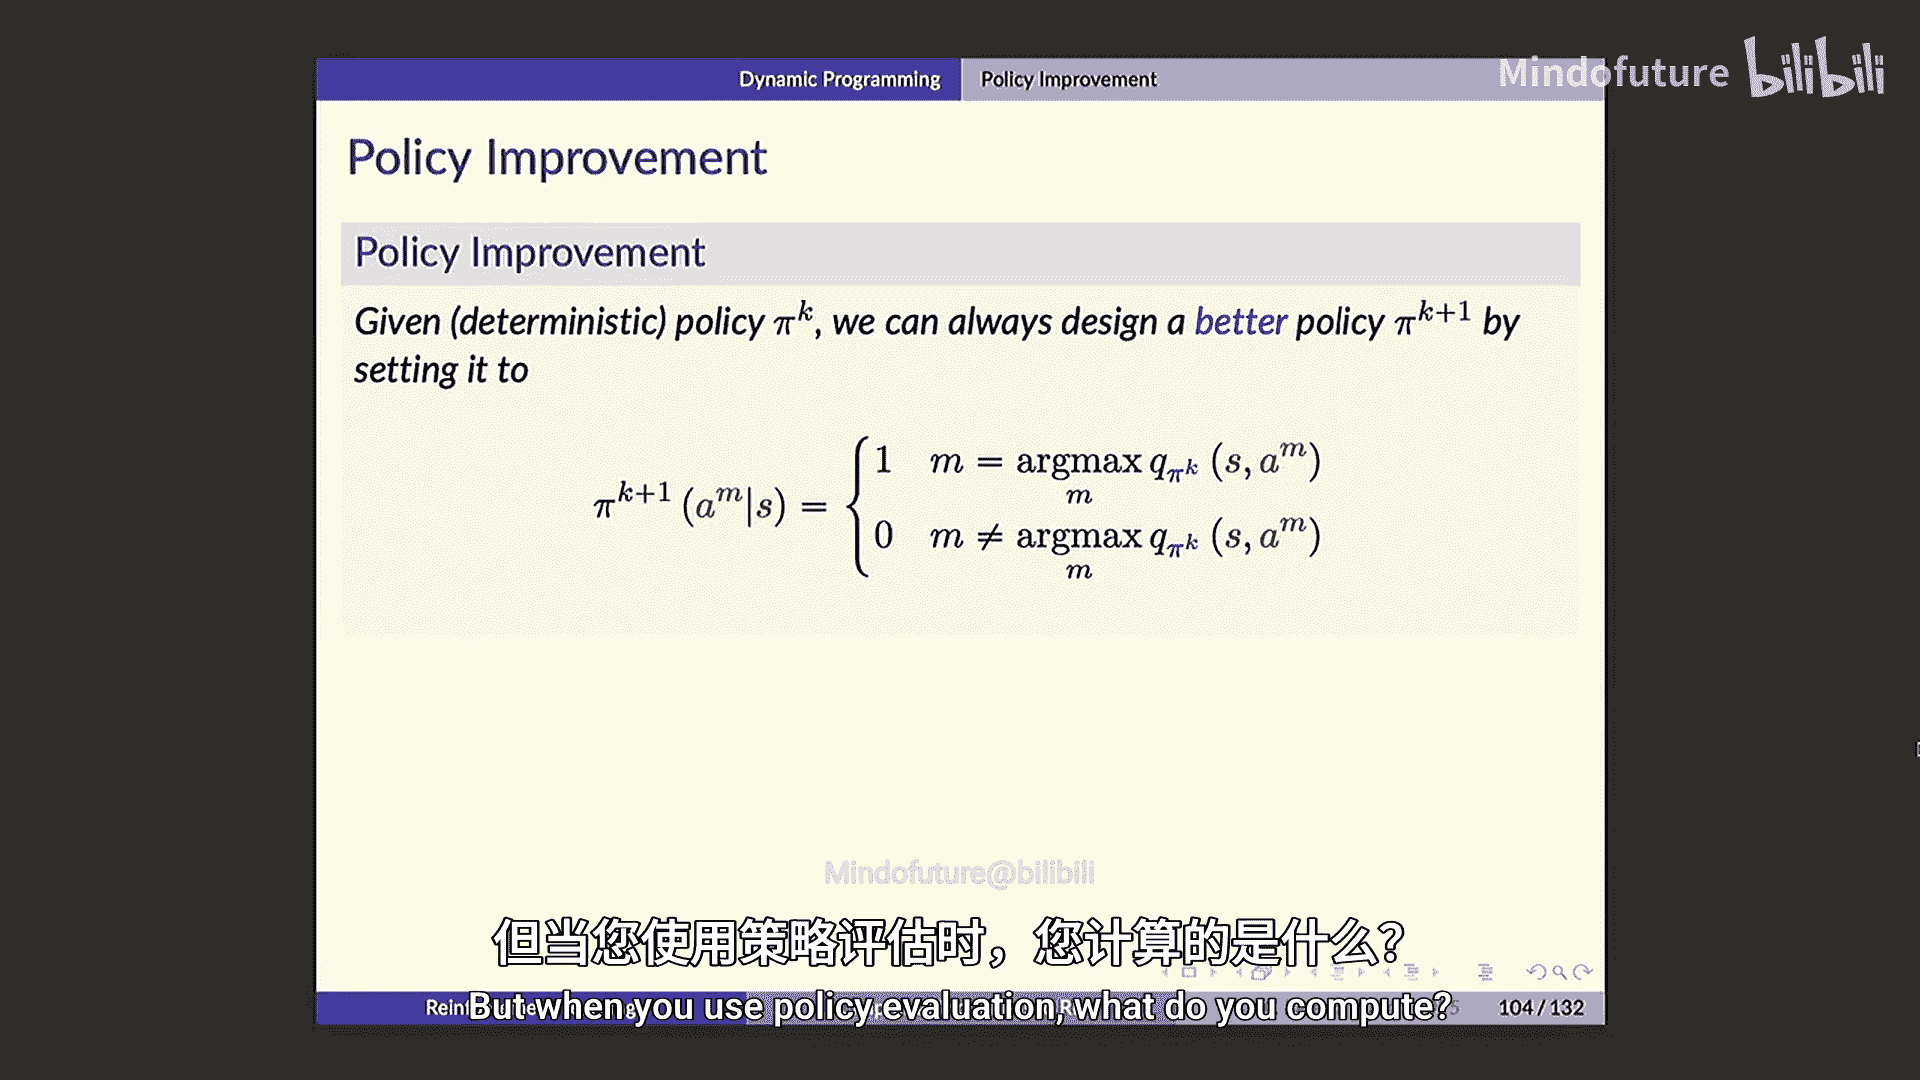 Dynamic Programming Policy Improvement
Mindofuture bilibili
Policy Improvement
Policy Improvement
Given (deterministic) policy π^k, we can always design a better policy π^{k+1} by
setting it to
π^{k+1} (a^m|s) = { 1 m = argmax_m q_{π^k} (s, a^m)
0 m ≠ argmax_m q_{π^k} (s, a^m)
Mindofuture@bilibili
但当您使用策略评估时，您计算的是什么？
But when you use policy evaluation, what do you compute?
104 / 132